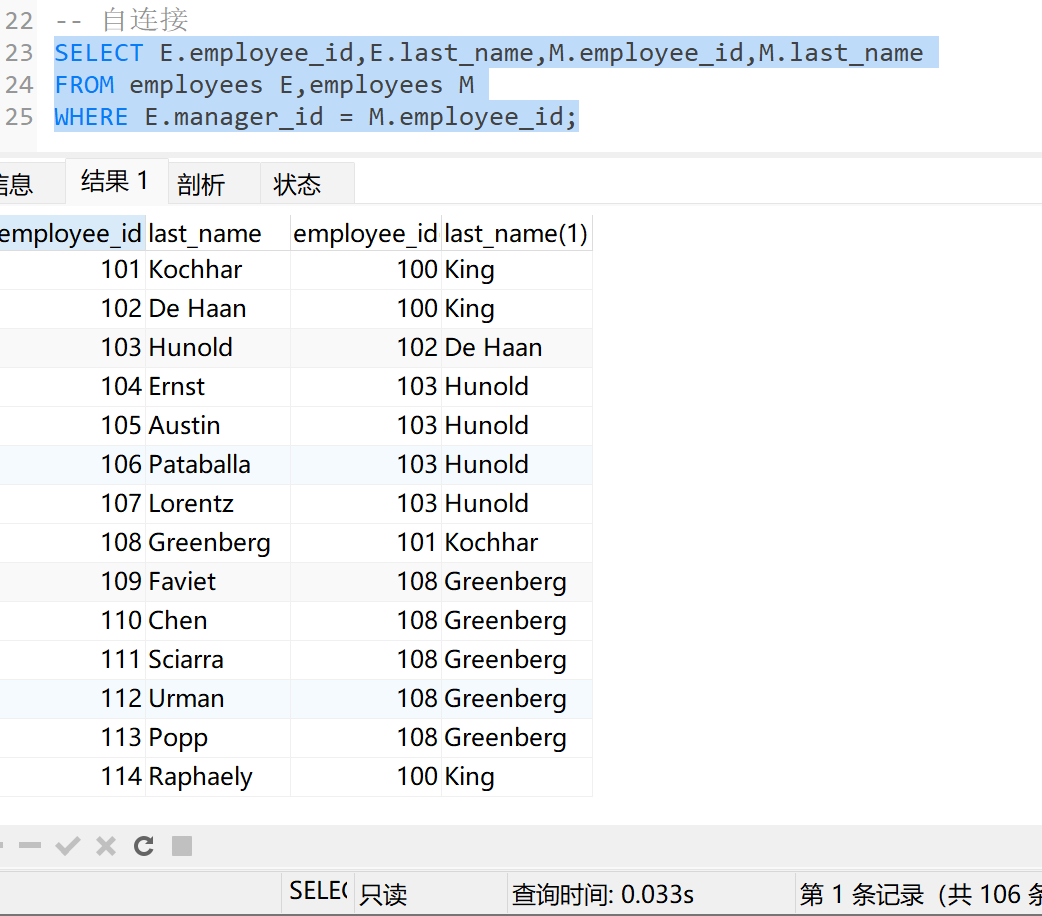 22 -- 自连接
23 SELECT E.employee_id,E.last_name,M.employee_id,M.last_name
24 FROM employees E,employees M
25 WHERE E.manager_id = M.employee_id;
信息 结果 1 剖析 状态
employee_id last_name employee_id last_name(1)
101 Kochhar 100 King
102 De Haan 100 King
103 Hunold 102 De Haan
104 Ernst 103 Hunold
105 Austin 103 Hunold
106 Pataballa 103 Hunold
107 Lorentz 103 Hunold
108 Greenberg 101 Kochhar
109 Faviet 108 Greenberg
110 Chen 108 Greenberg
111 Sciarra 108 Greenberg
112 Urman 108 Greenberg
113 Popp 108 Greenberg
114 Raphaely 100 King
SELEC 只读 查询时间: 0.033s 第 1 条记录 (共 106 条